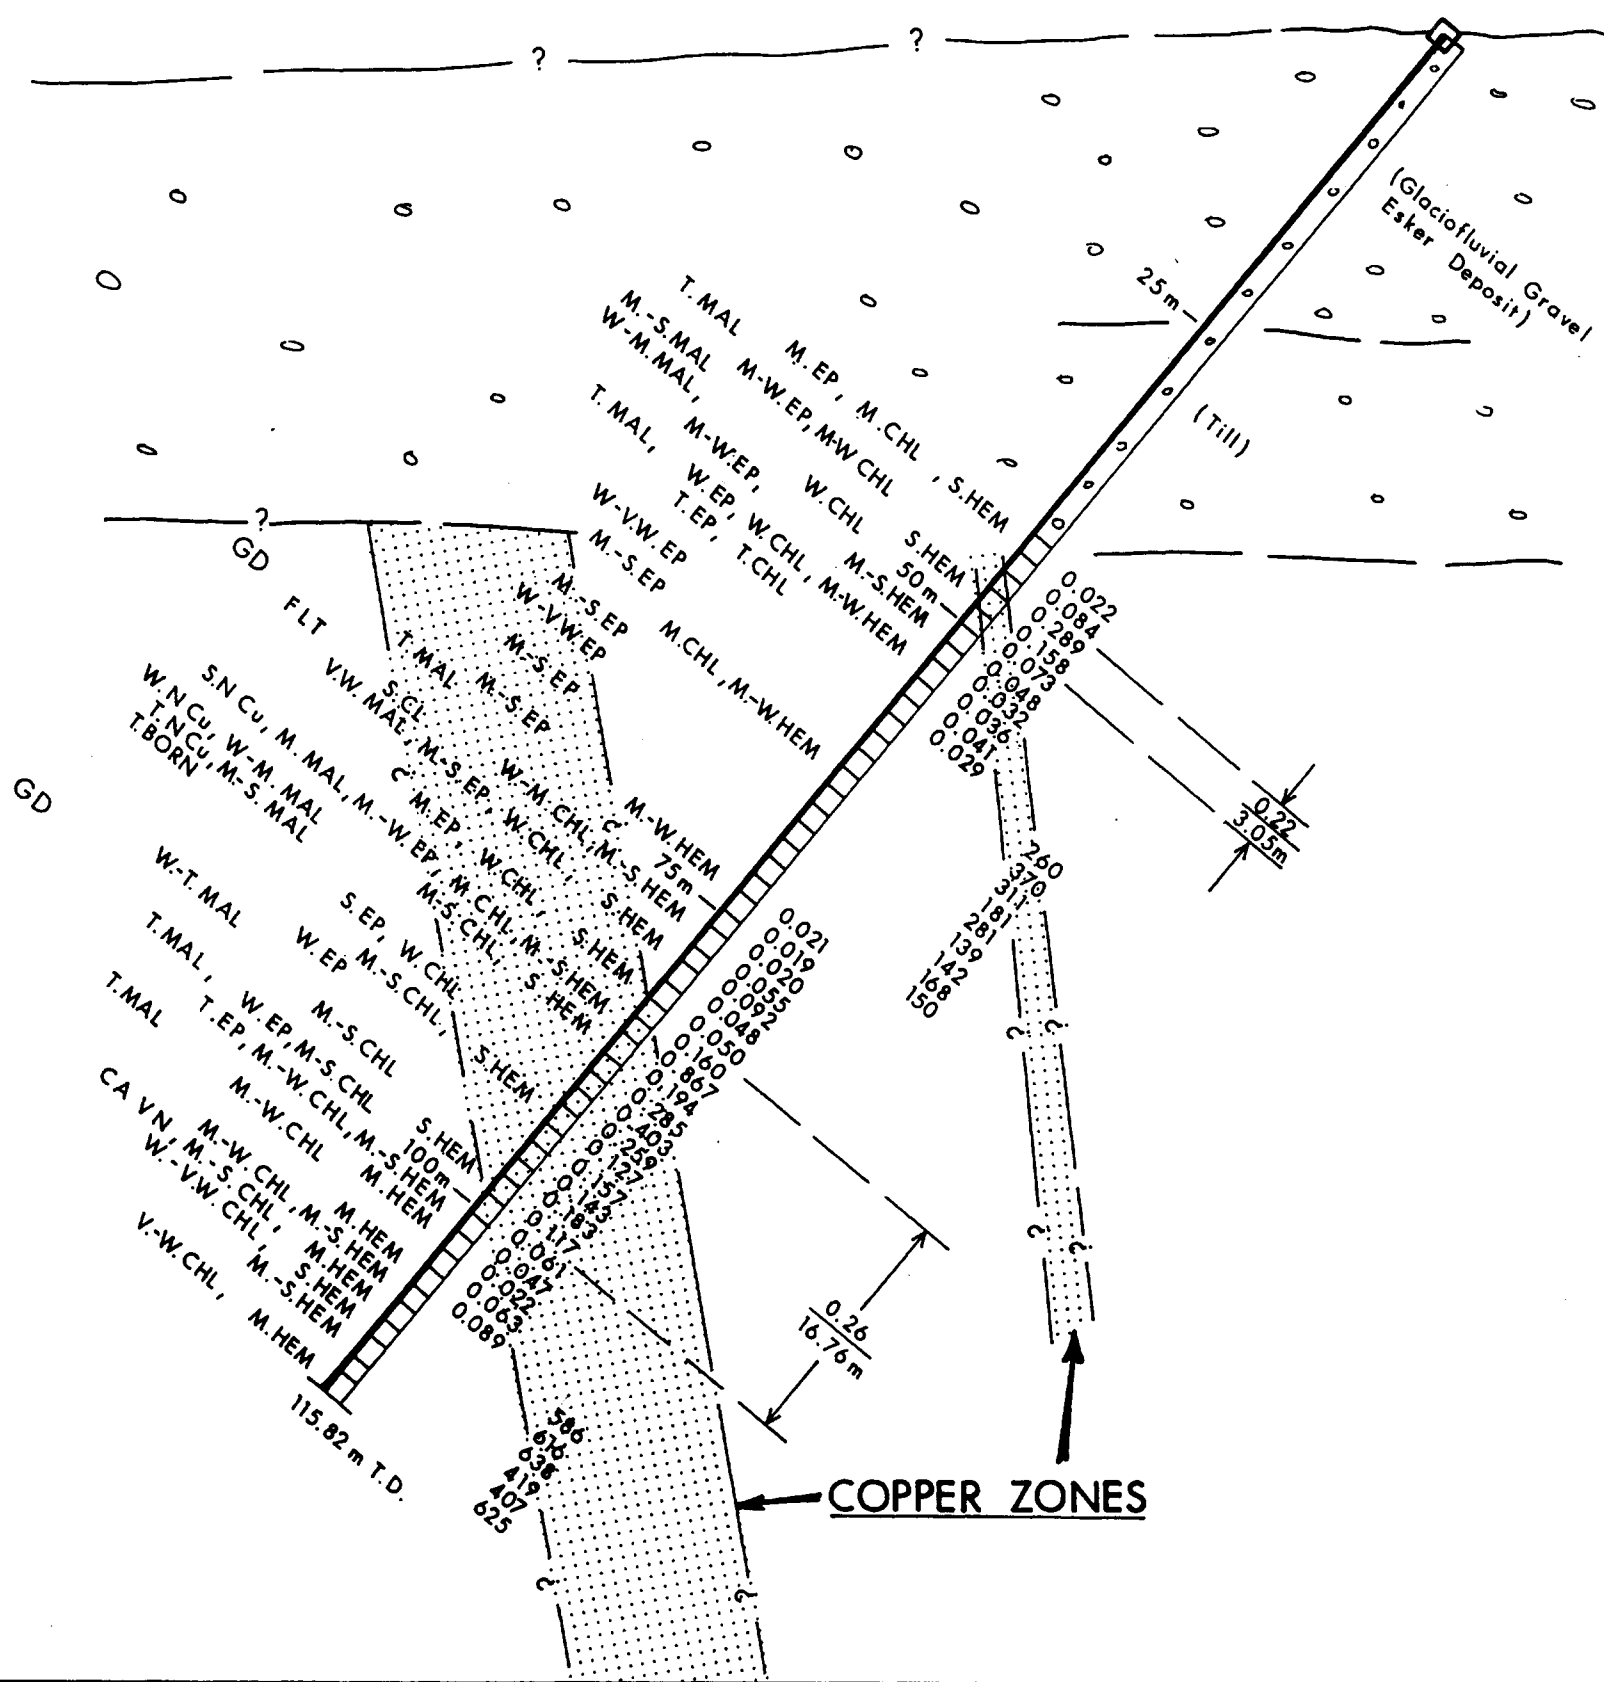 ?
?
(Glaciofluvial Gravel
Esker Deposit)
25m
(Till)
T. MAL M. EP, M.CHL, S.HEM
M.-S.MAL M-W.EP, M-W CHL S.HEM
W-M.MAL, M-W.EP, W.CHL M.-S.HEM
T. MAL, W.EP, W.CHL, M-W.HEM
T.EP, T.CHL
50m
W-V.W.EP
M.-S.EP M.CHL, M.-W.HEM
M.-S.EP
W-V.W.EP
M.-S.EP
T. MAL M.-S.EP
M.-W.HEM
W-M.CHL, M.-S.HEM
75m
?
GD
FLT
S.CL
V.W. MAL, M.-S.EP, W.CHL, S.HEM
M.EP, W.CHL, S.HEM
S.N Cu, M. MAL, M.-W.EP, M.CHL, M.-S.HEM
W.N Cu, W-M. MAL M.-S.CHL, S.HEM
T.N Cu, M.-S. MAL
T.BORN
GD
S.EP, W.CHL
W.-T. MAL W.EP M.-S.CHL, S.HEM
M.-S.CHL
T.MAL, W.EP, M.-S.CHL S.HEM
100m
T.MAL T.EP, M.-W.CHL, M.-S.HEM
M.-W.CHL M.HEM
M.HEM
M.-W.CHL, M.-S.HEM
CA VN, M.-S.CHL, M.HEM
W.-V.W.CHL, S.HEM
M.-S.HEM
V.-W.CHL, M.HEM
115.82 m T.D.
0.022
0.084
0.289
0.158
0.073
0.048
0.032
0.036
0.041
0.029
0.22
3.05m
260
370
311
181
281
139
142
168
150
0.021
0.019
0.020
0.055
0.092
0.048
0.050
0.160
0.867
0.194
0.285
0.403
0.259
0.127
0.157
0.143
0.183
0.117
0.061
0.047
0.022
0.063
0.089
0.26
16.76m
586
616
638
419
407
625
?
?
?
?
?
?
?
?
COPPER ZONES